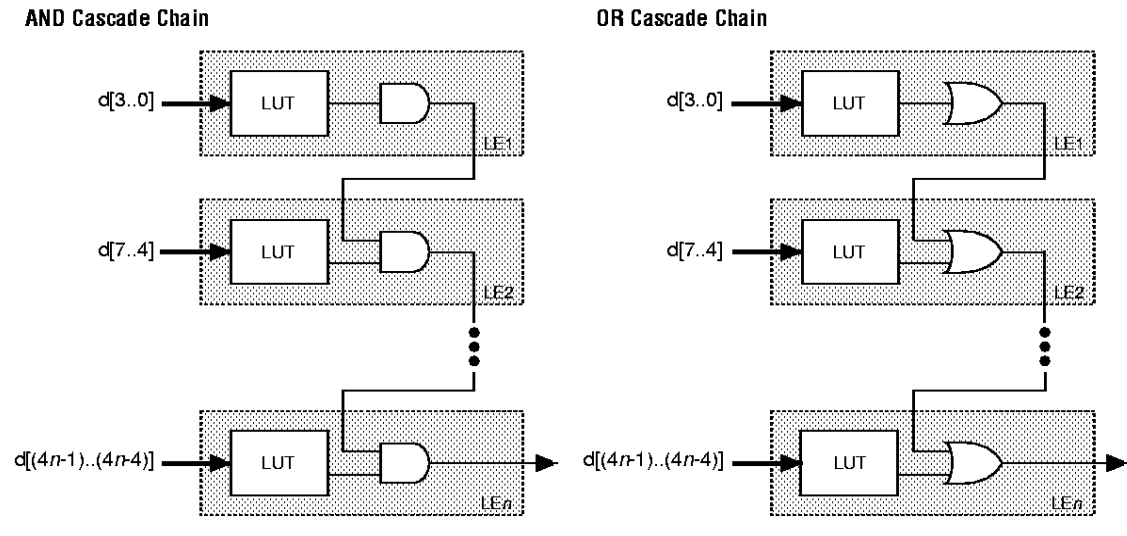 AND Cascade Chain
d[3..0]
LUT
LE1
d[7..4]
LUT
LE2
d[(4n-1)..(4n-4)]
LUT
LEn
OR Cascade Chain
d[3..0]
LUT
LE1
d[7..4]
LUT
LE2
d[(4n-1)..(4n-4)]
LUT
LEn